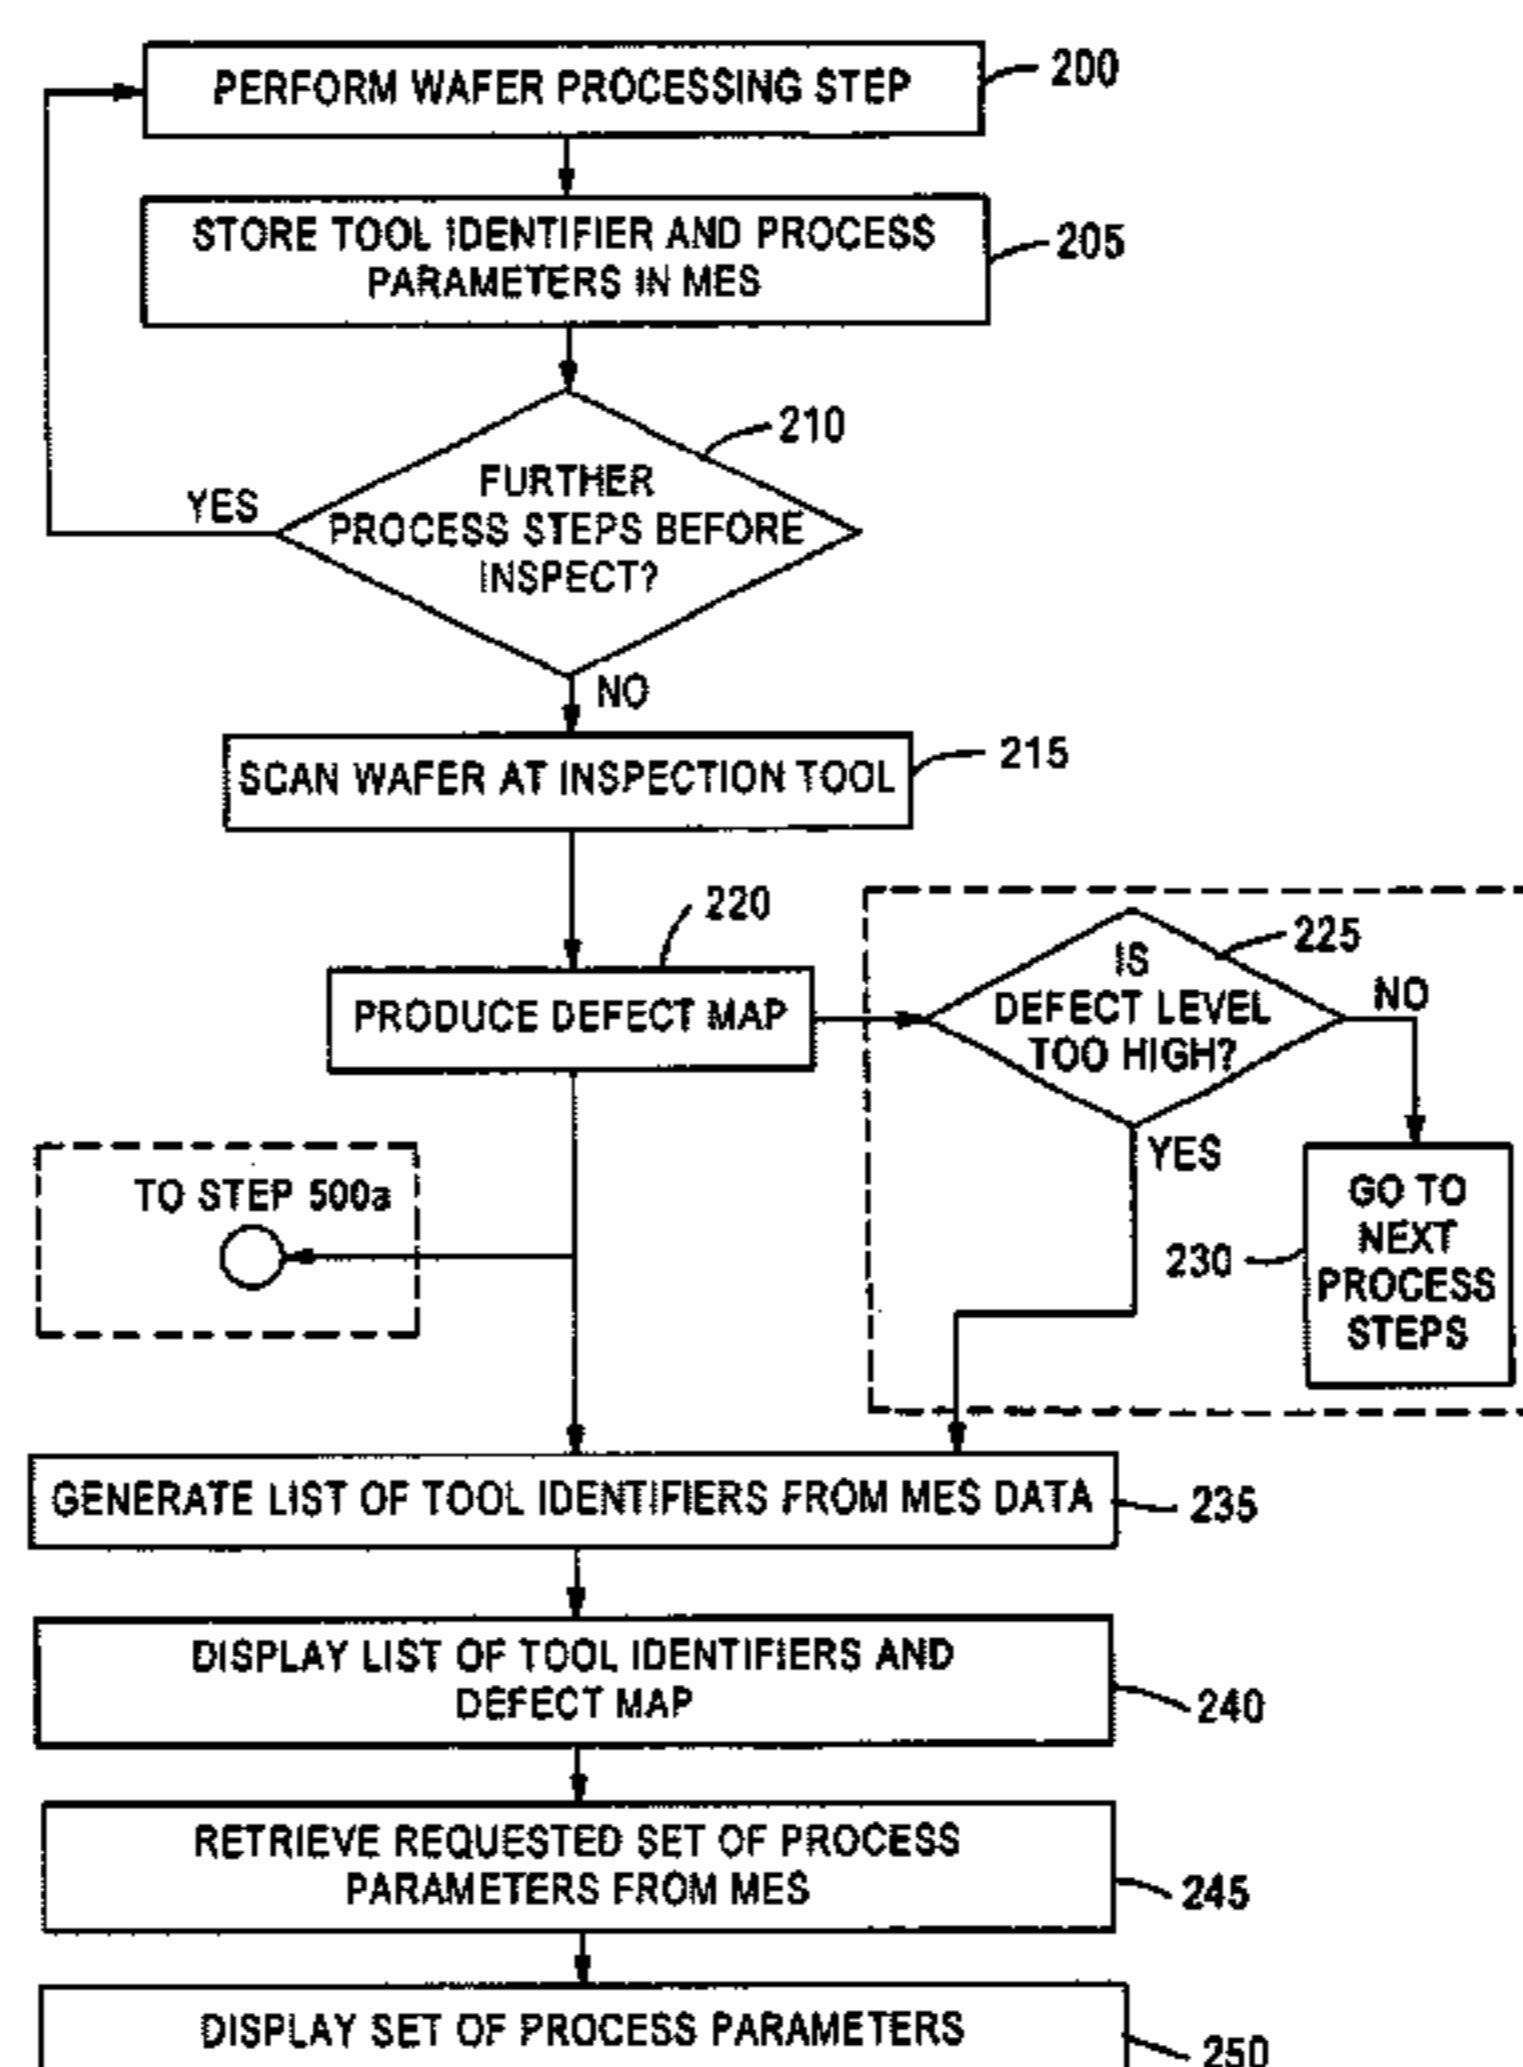 PERFORM WAFER PROCESSING STEP
200
STORE TOOL IDENTIFIER AND PROCESS
PARAMETERS IN MES
205
210
FURTHER
PROCESS STEPS BEFORE
INSPECT?
YES
NO
SCAN WAFER AT INSPECTION TOOL
215
220
PRODUCE DEFECT MAP
225
IS
DEFECT LEVEL
TOO HIGH?
NO
YES
TO STEP 500a
230
GO TO
NEXT
PROCESS
STEPS
GENERATE LIST OF TOOL IDENTIFIERS FROM MES DATA
235
DISPLAY LIST OF TOOL IDENTIFIERS AND
DEFECT MAP
240
RETRIEVE REQUESTED SET OF PROCESS
PARAMETERS FROM MES
245
DISPLAY SET OF PROCESS PARAMETERS
250